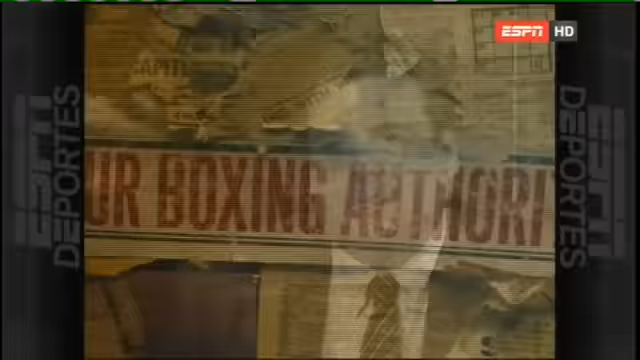 ESPN HD
ESPN
DEPORTES
UR BOXING AUTHORI
ESPN
DEPORTES